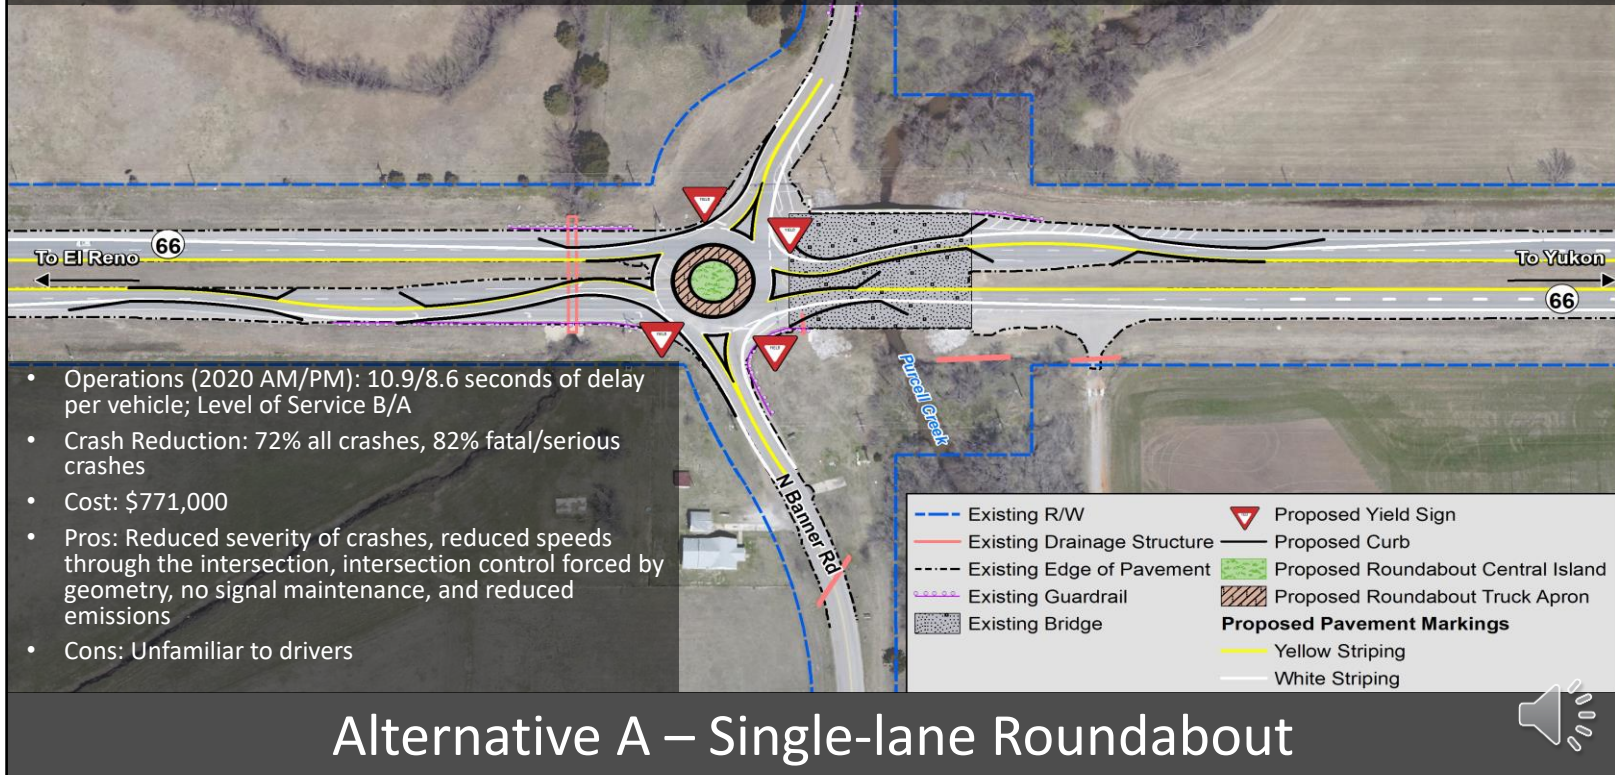 66
To El Reno
To Yukon
66
Purcell Creek
N Banner Rd
YIELD
YIELD
YIELD
YIELD
• Operations (2020 AM/PM): 10.9/8.6 seconds of delay
per vehicle; Level of Service B/A
• Crash Reduction: 72% all crashes, 82% fatal/serious
crashes
• Cost: $771,000
• Pros: Reduced severity of crashes, reduced speeds
through the intersection, intersection control forced by
geometry, no signal maintenance, and reduced
emissions
• Cons: Unfamiliar to drivers
Existing R/W
Existing Drainage Structure
Existing Edge of Pavement
Existing Guardrail
Existing Bridge
Proposed Yield Sign
Proposed Curb
Proposed Roundabout Central Island
Proposed Roundabout Truck Apron
Proposed Pavement Markings
Yellow Striping
White Striping
Alternative A – Single-lane Roundabout